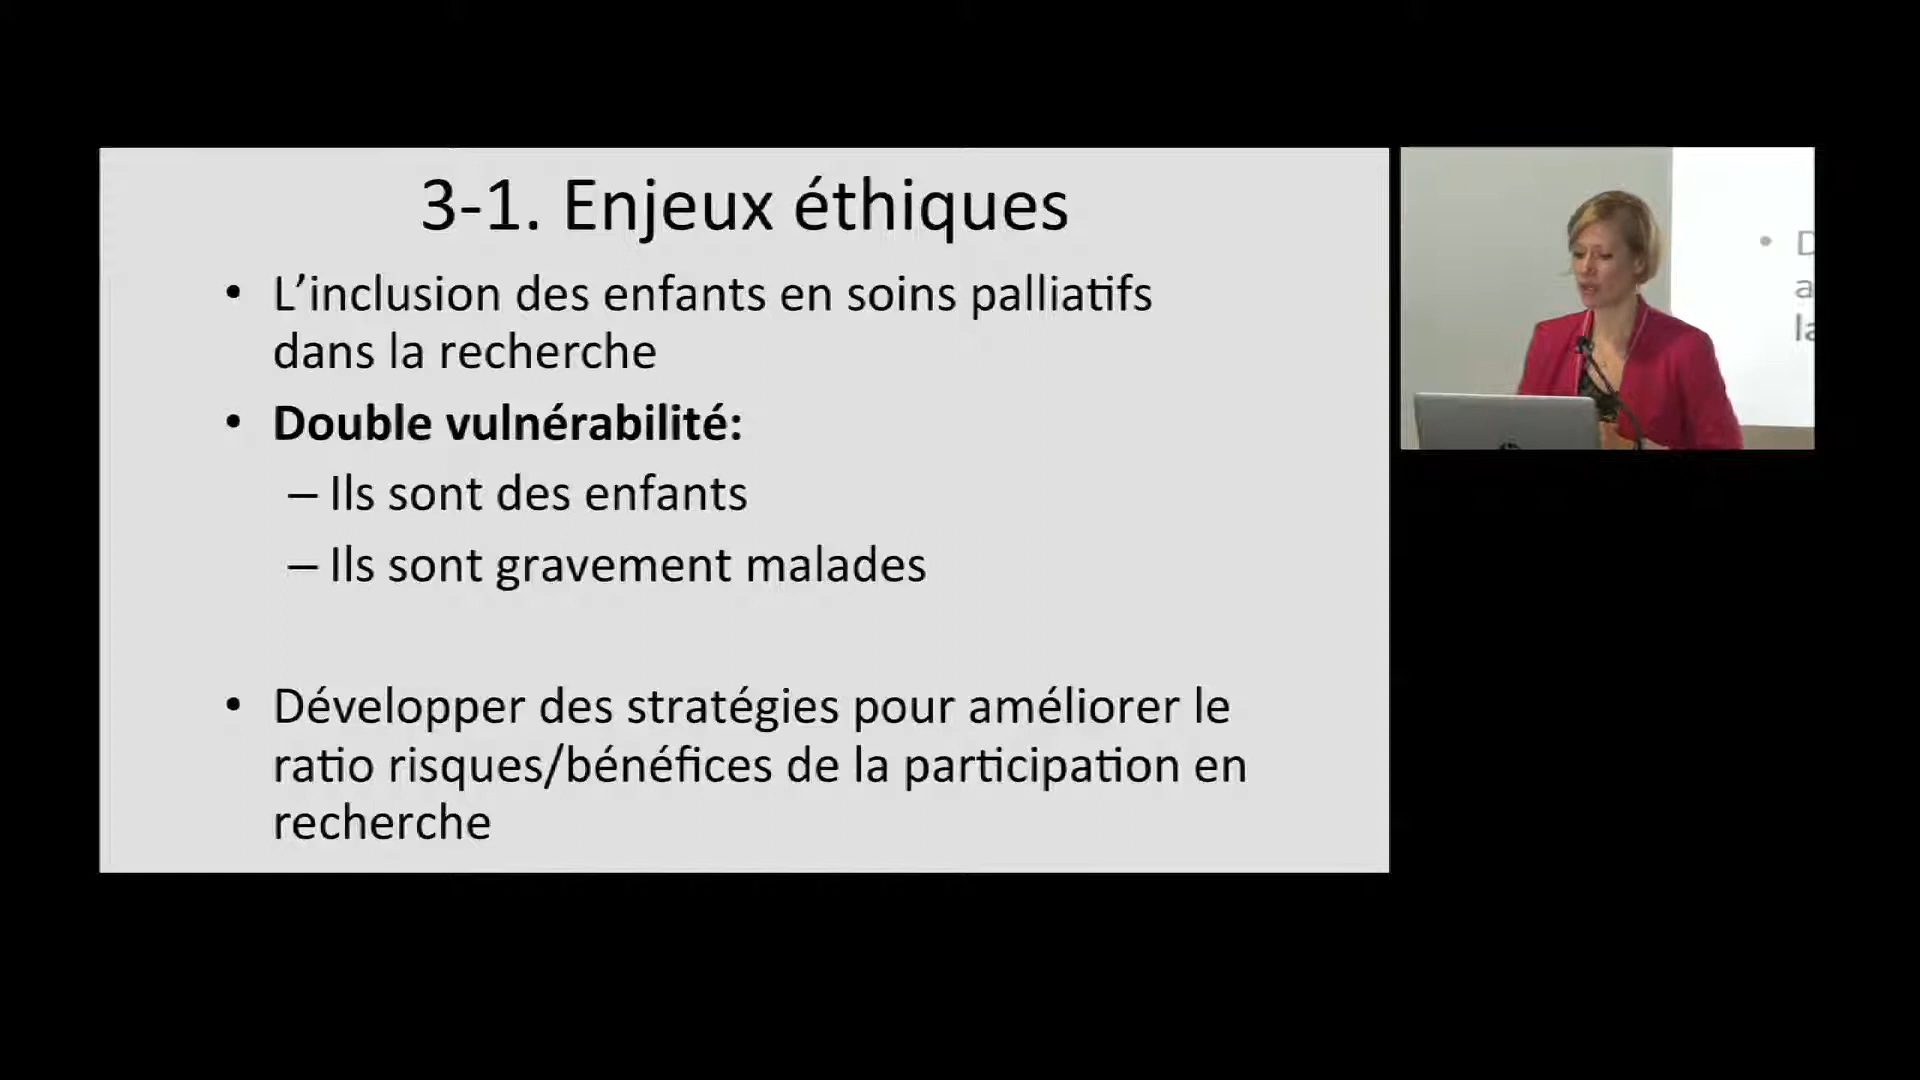 3-1. Enjeux éthiques
• L’inclusion des enfants en soins palliatifs
dans la recherche
• Double vulnérabilité:
– Ils sont des enfants
– Ils sont gravement malades
• Développer des stratégies pour améliorer le
ratio risques/bénéfices de la participation en
recherche